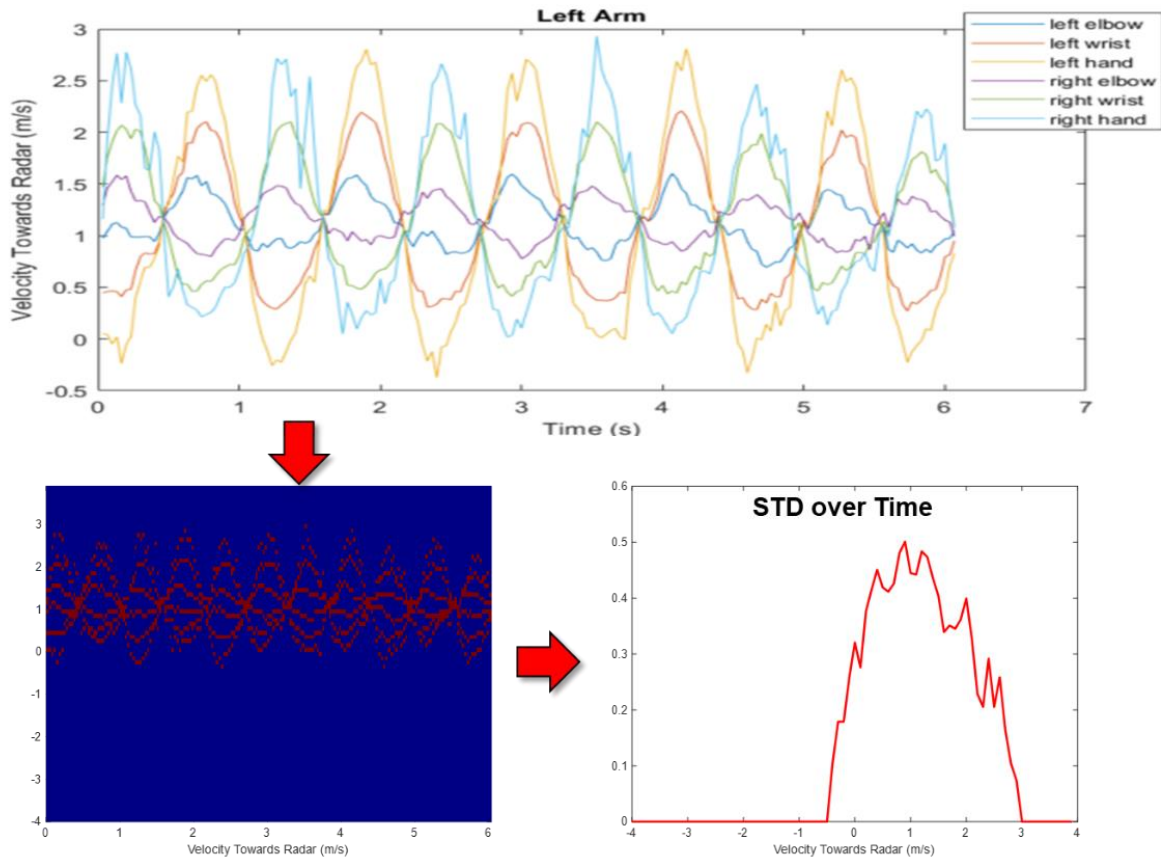 Left Arm
left elbow
left wrist
left hand
right elbow
right wrist
right hand
Velocity Towards Radar (m/s)
3
2.5
2
1.5
1
0.5
0
-0.5
0 1 2 3 4 5 6 7
Time (s)
3
2
1
0
-1
-2
-3
-4
0 1 2 3 4 5 6
Velocity Towards Radar (m/s)
STD over Time
0.6
0.5
0.4
0.3
0.2
0.1
0
-4 -3 -2 -1 0 1 2 3 4
Velocity Towards Radar (m/s)